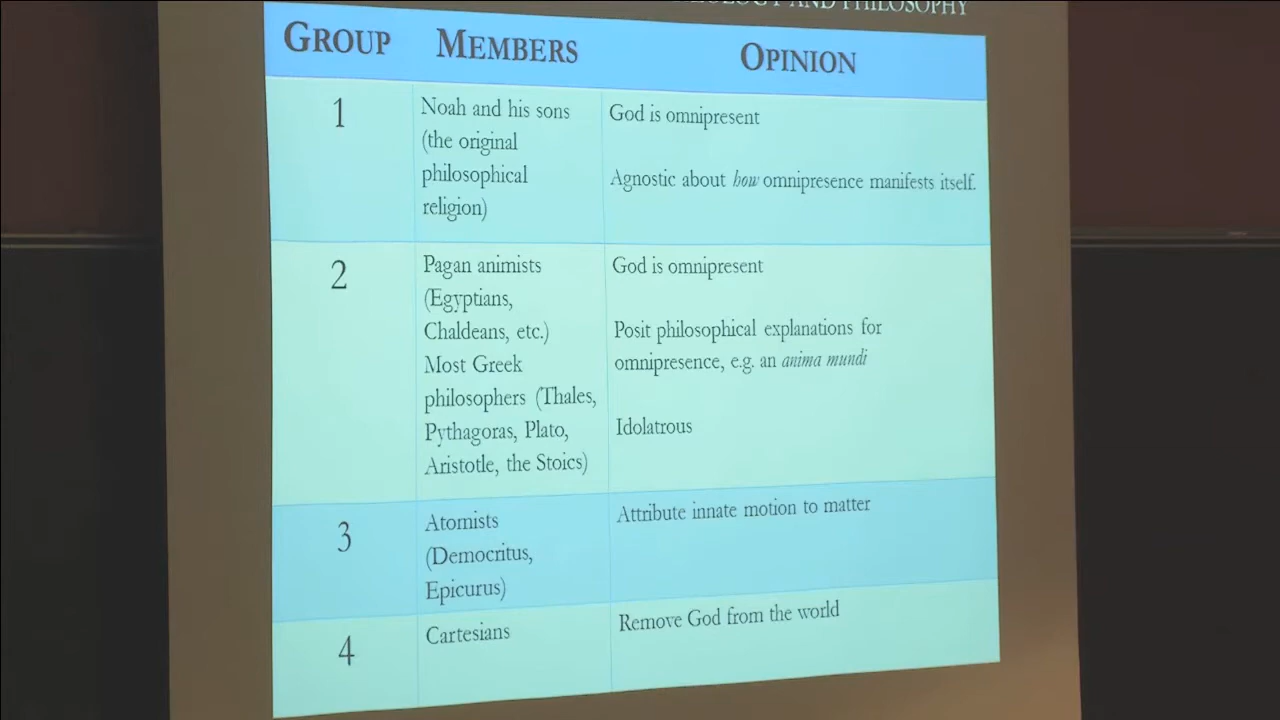 AND PHILOSOPHY
GROUP MEMBERS OPINION
1
Noah and his sons
(the original
philosophical
religion)
God is omnipresent
Agnostic about how omnipresence manifests itself.
2
Pagan animists
(Egyptians,
Chaldeans, etc.)
Most Greek
philosophers (Thales,
Pythagoras, Plato,
Aristotle, the Stoics)
God is omnipresent
Posit philosophical explanations for
omnipresence, e.g. an anima mundi
Idolatrous
3
Atomists
(Democritus,
Epicurus)
Attribute innate motion to matter
4
Cartesians
Remove God from the world